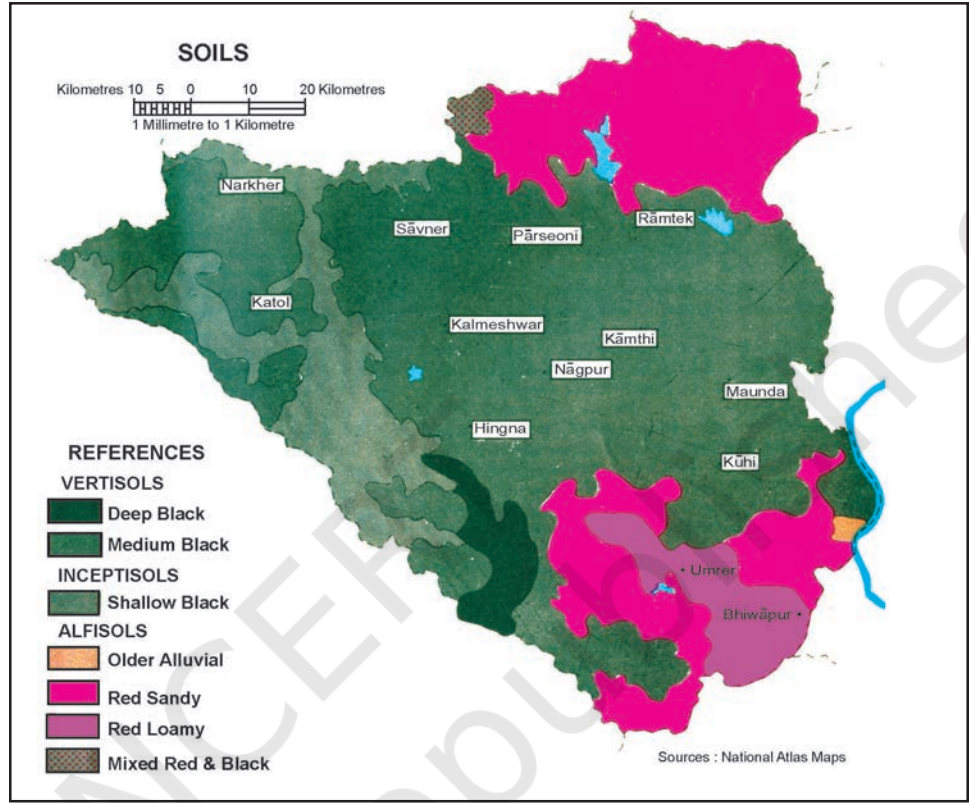 SOILS
Kilometres 10 5 0 10 20 Kilometres
1 Millimetre to 1 Kilometre
Narkher
Sāvner
Pārseoni
Rāmtek
Katol
Kalmeshwar
Kāmthi
Nāgpur
Maunda
Hingna
Kūhi
Umrer
Bhiwāpur
REFERENCES
VERTISOLS
Deep Black
Medium Black
INCEPTISOLS
Shallow Black
ALFISOLS
Older Alluvial
Red Sandy
Red Loamy
Mixed Red & Black
Sources : National Atlas Maps